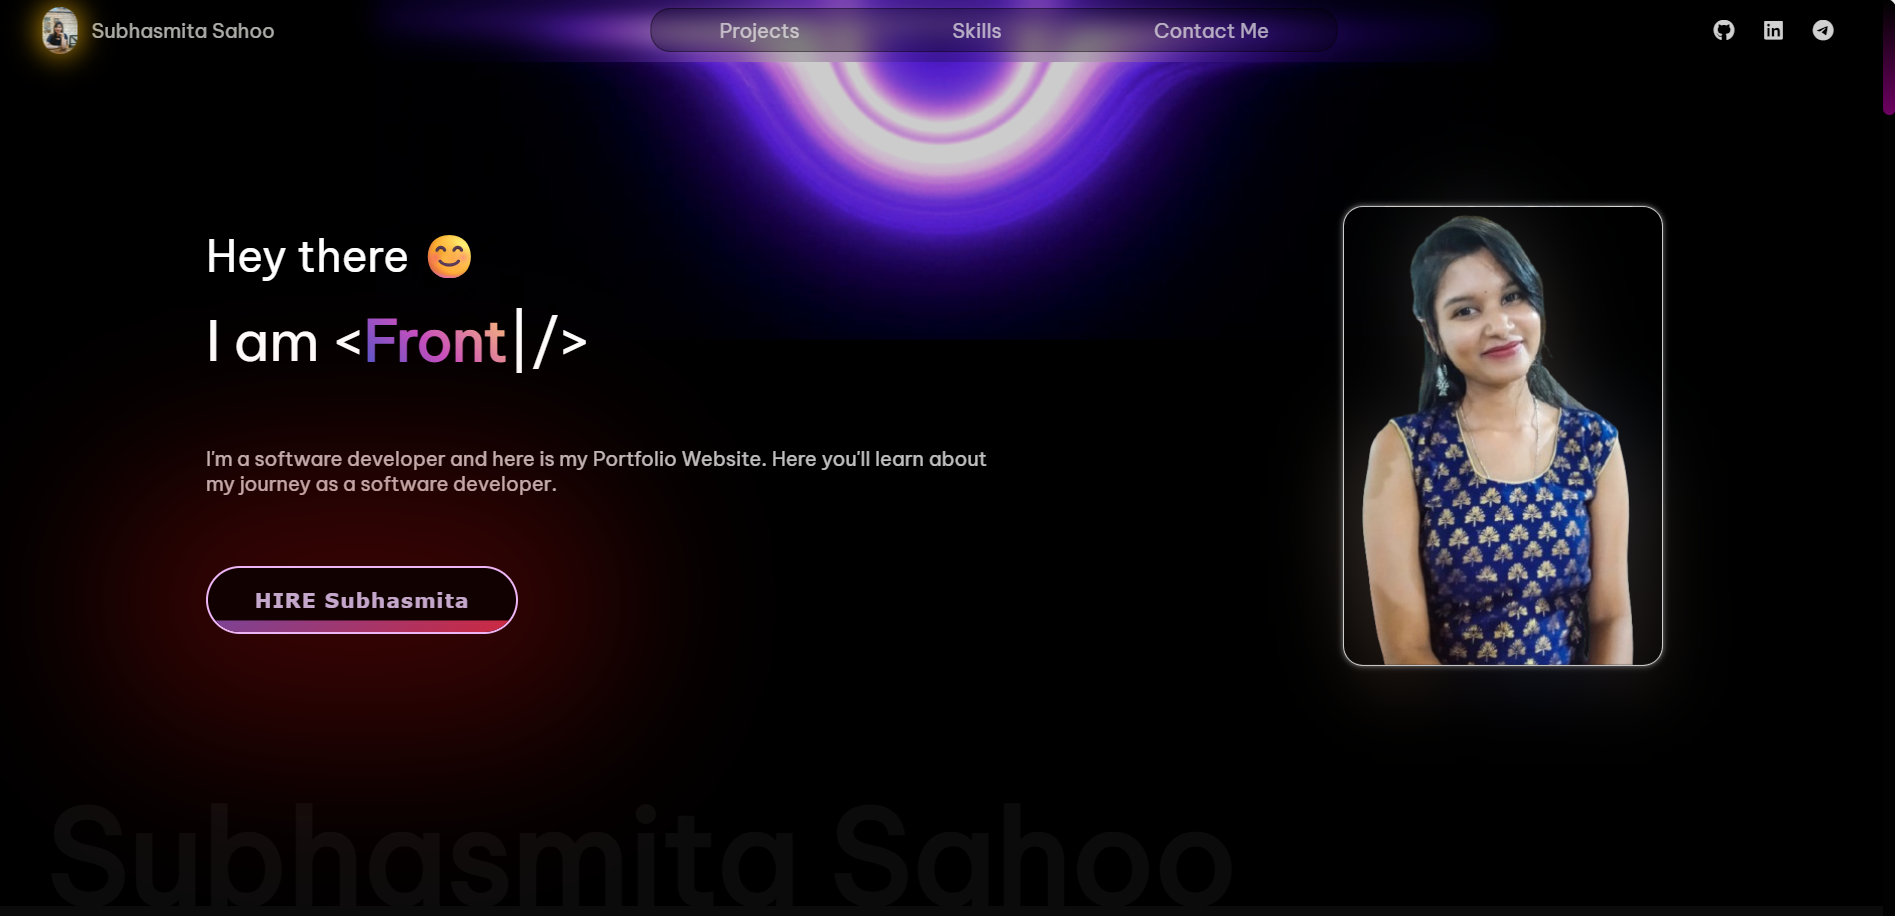 Subhasmita Sahoo
Projects
Skills
Contact Me
Hey there 😊
I am <Front|/>
I'm a software developer and here is my Portfolio Website. Here you'll learn about
my journey as a software developer.
HIRE Subhasmita
Subhasmita Sahoo